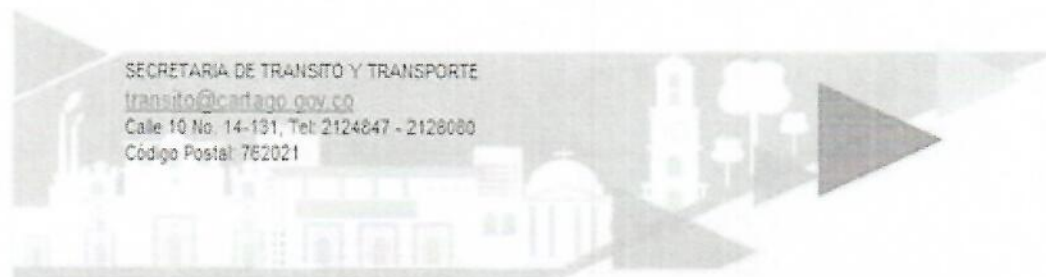 SECRETARIA DE TRANSITO Y TRANSPORTE
transito@cartago.gov.co
Calle 10 No. 14-131, Tel: 2124847 - 2128080
Código Postal: 762021